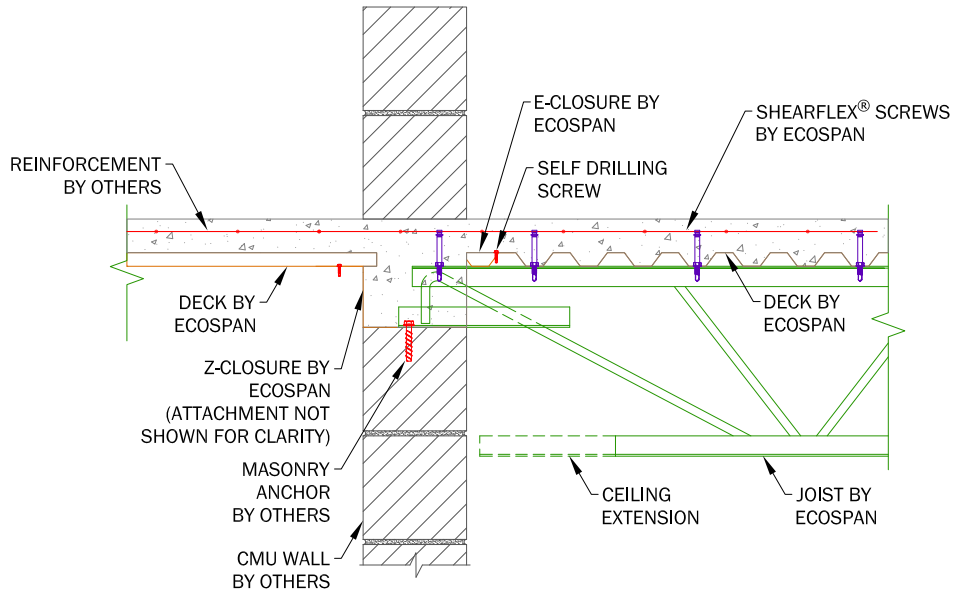 E-CLOSURE BY
ECOSPAN
SHEARFLEX® SCREWS
BY ECOSPAN
REINFORCEMENT
BY OTHERS
SELF DRILLING
SCREW
DECK BY
ECOSPAN
DECK BY
ECOSPAN
Z-CLOSURE BY
ECOSPAN
(ATTACHMENT NOT
SHOWN FOR CLARITY)
MASONRY
ANCHOR
BY OTHERS
CEILING
EXTENSION
JOIST BY
ECOSPAN
CMU WALL
BY OTHERS